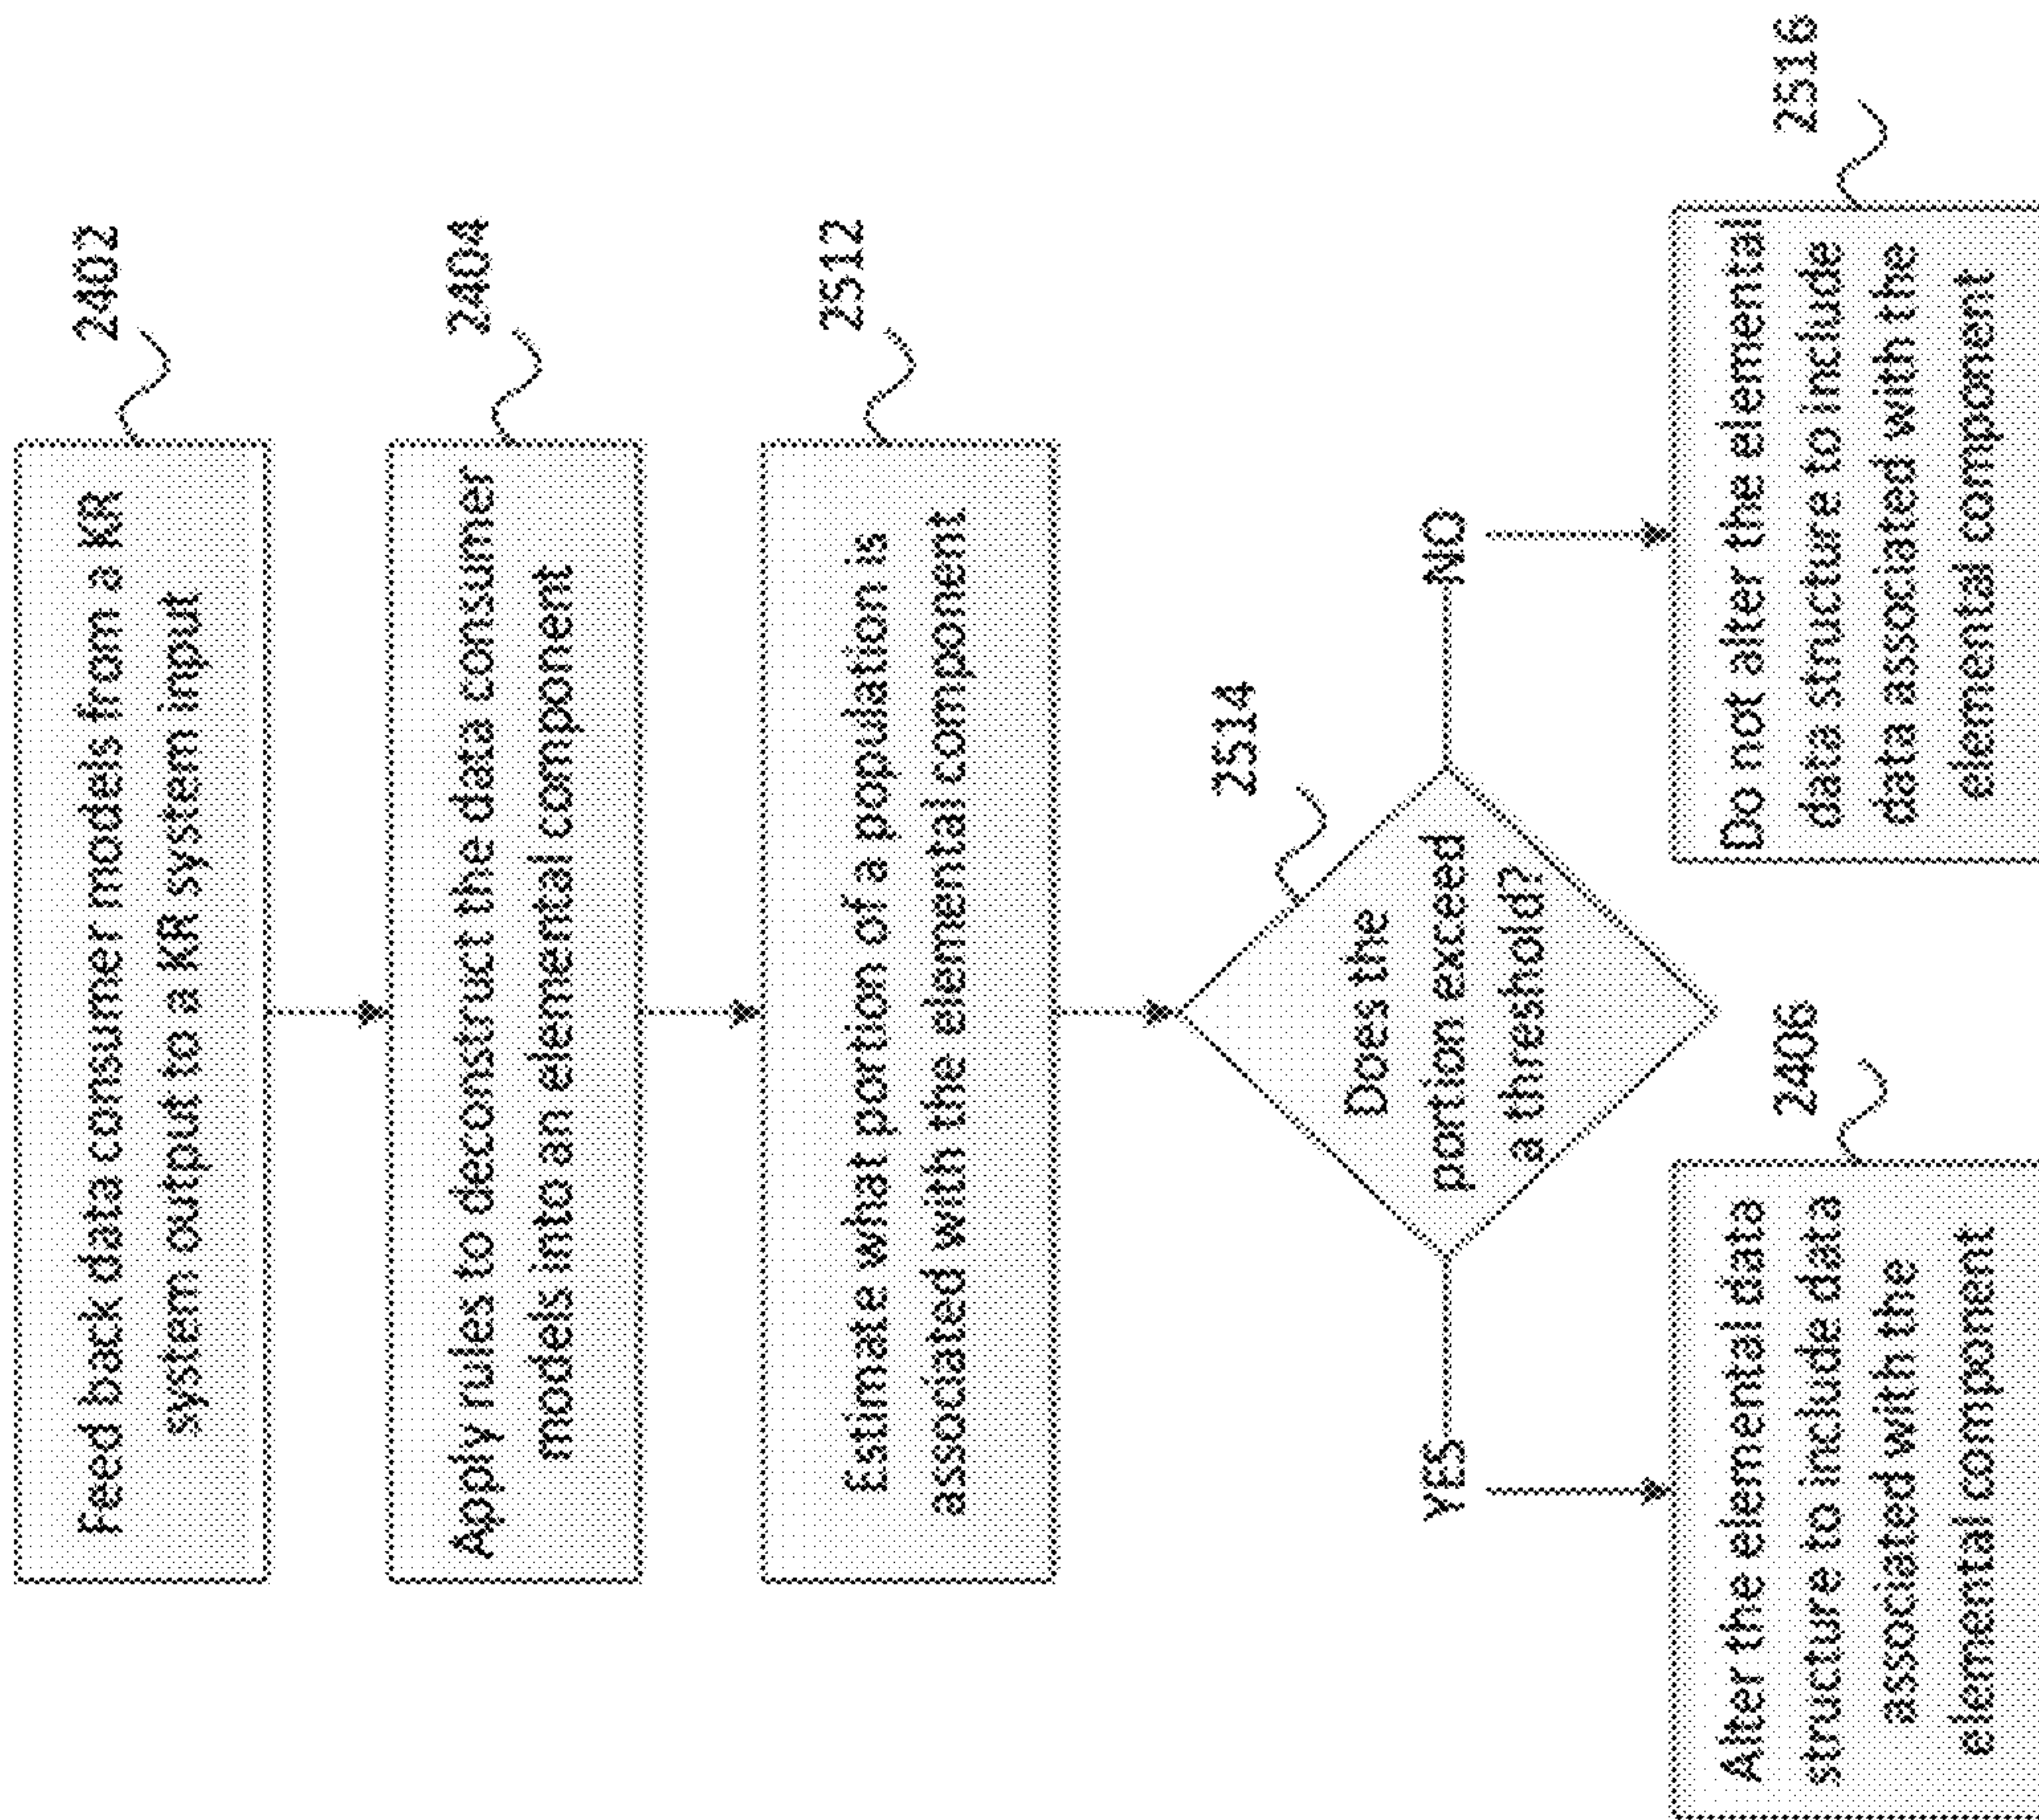 2402
Feed back data consumer models from a KR
system output to a KR system input
2404
Apply rules to deconstruct the data consumer
models into an elemental component
2512
Estimate what portion of a population is
associated with the elemental component
2514
Does the
portion exceed
a threshold?
YES
NO
2406
Alter the elemental data
structure to include data
associated with the
elemental component
2516
Do not alter the elemental
data structure to include
data associated with the
elemental component